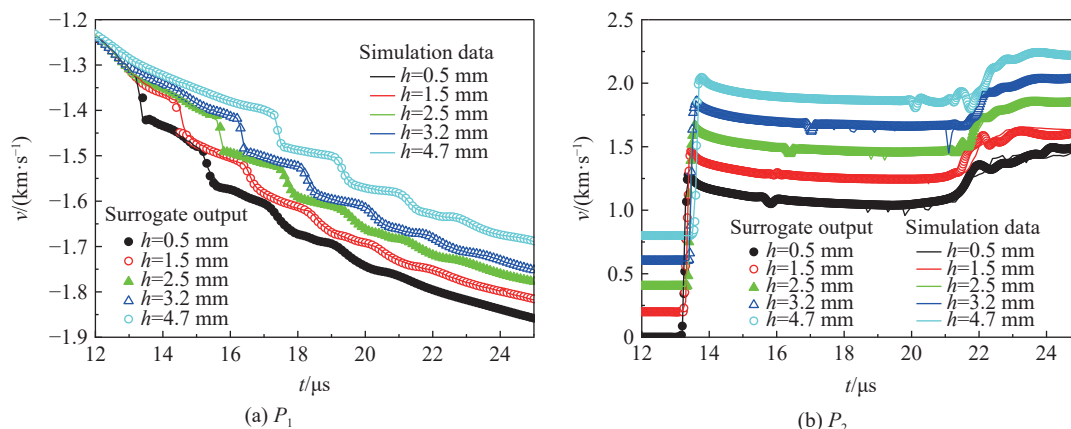 −1.2
−1.3
−1.4
−1.5
−1.6
−1.7
−1.8
−1.9
v/(km·s⁻¹)
Simulation data
h=0.5 mm
h=1.5 mm
h=2.5 mm
h=3.2 mm
h=4.7 mm
Surrogate output
h=0.5 mm
h=1.5 mm
h=2.5 mm
h=3.2 mm
h=4.7 mm
12 14 16 18 20 22 24
t/μs
(a) P₁
2.5
2.0
1.5
1.0
0.5
0
v/(km·s⁻¹)
Surrogate output
h=0.5 mm
h=1.5 mm
h=2.5 mm
h=3.2 mm
h=4.7 mm
Simulation data
h=0.5 mm
h=1.5 mm
h=2.5 mm
h=3.2 mm
h=4.7 mm
12 14 16 18 20 22 24
t/μs
(b) P₂